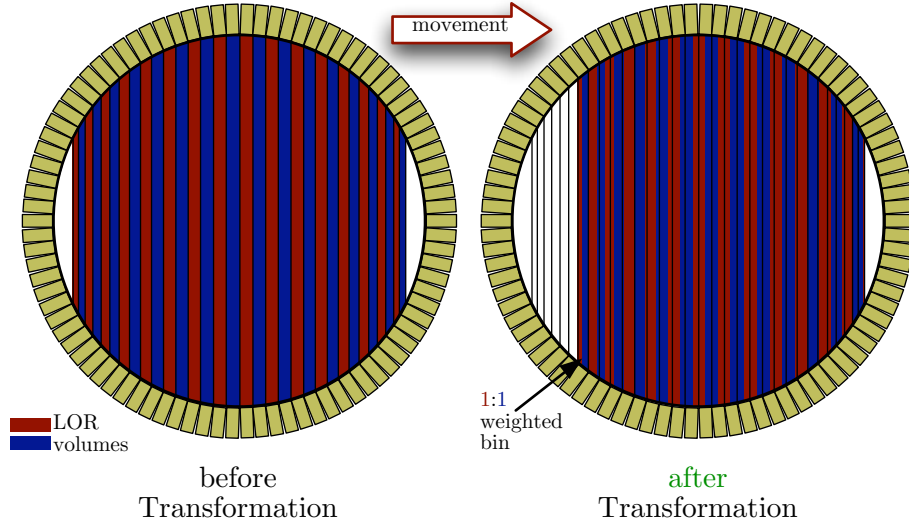 movement
1:1
weighted
bin
LOR
volumes
before
Transformation
after
Transformation